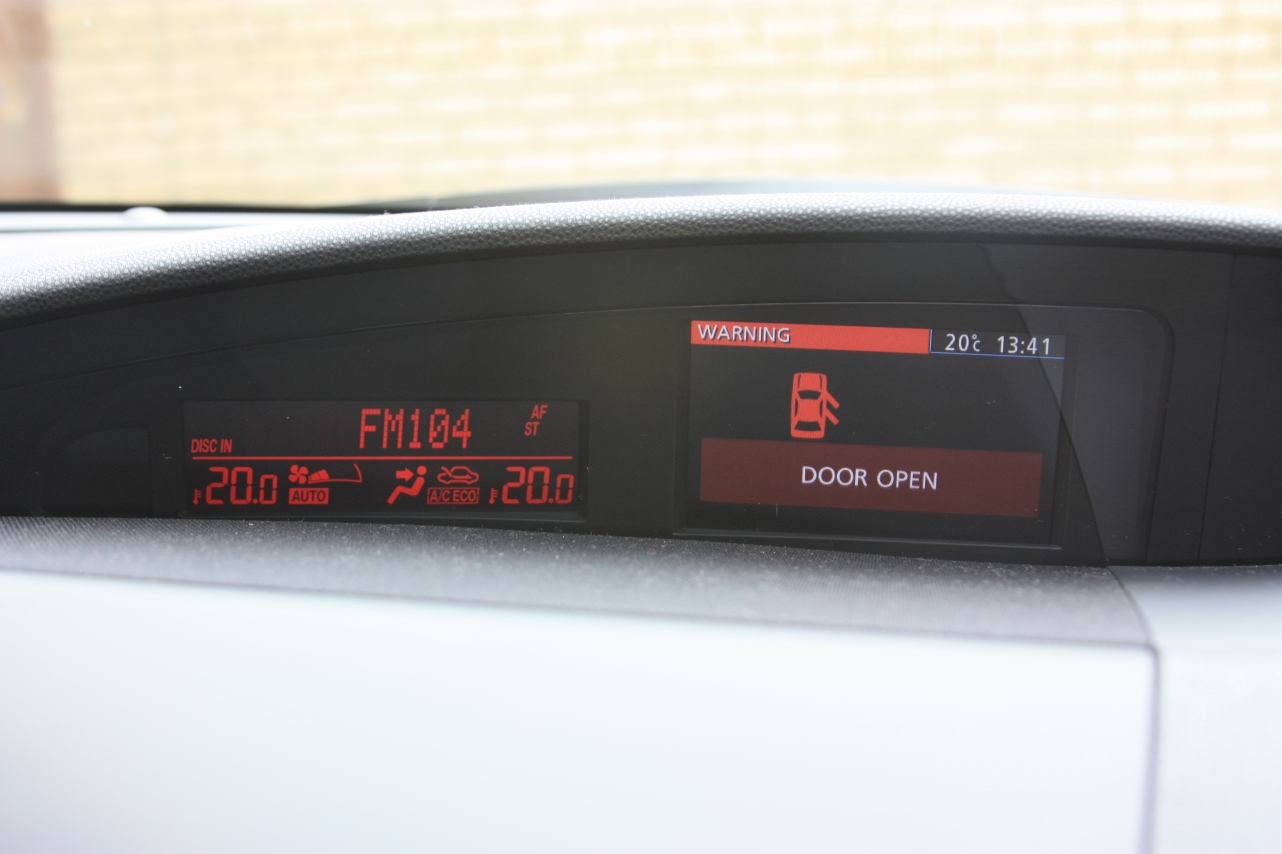 FM104
AF
ST
DISC IN
20.0
AUTO
A/C ECO
20.0
WARNING
20°C 13:41
DOOR OPEN